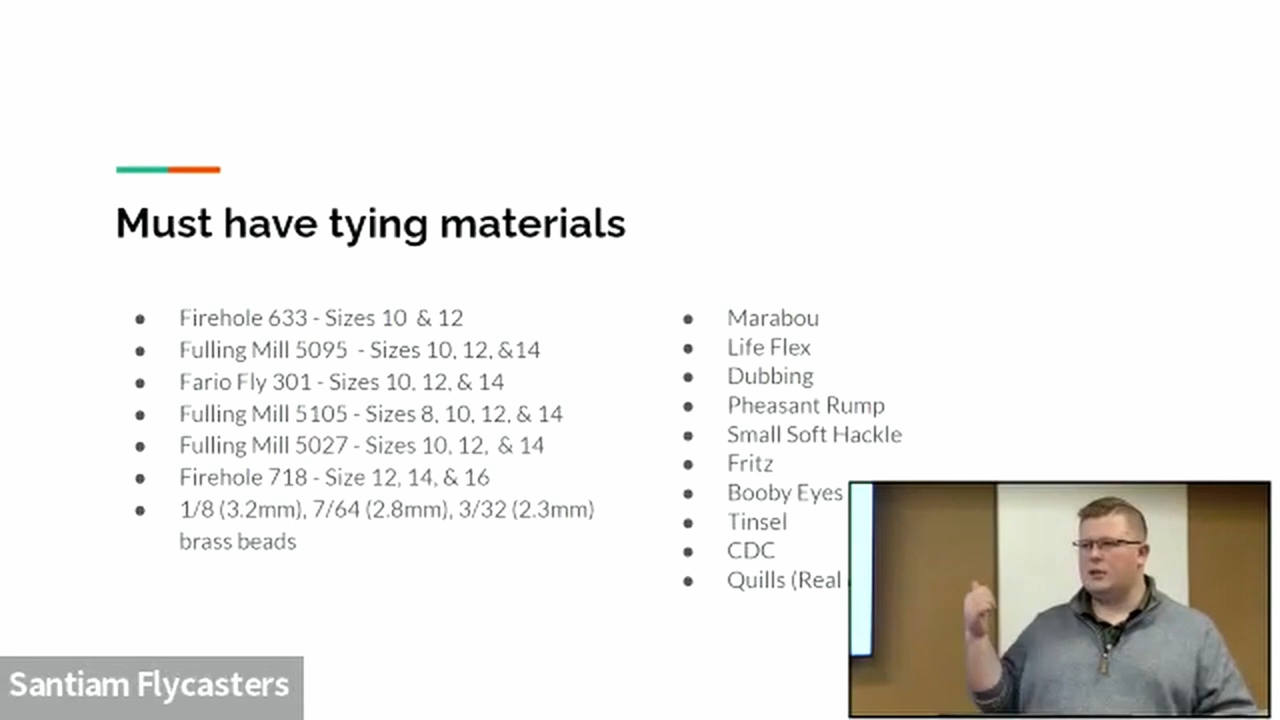 Must have tying materials
Firehole 633 - Sizes 10 & 12
Fulling Mill 5095 - Sizes 10, 12, &14
Fario Fly 301 - Sizes 10, 12, & 14
Fulling Mill 5105 - Sizes 8, 10, 12, & 14
Fulling Mill 5027 - Sizes 10, 12, & 14
Firehole 718 - Size 12, 14, & 16
1/8 (3.2mm), 7/64 (2.8mm), 3/32 (2.3mm)
brass beads
Marabou
Life Flex
Dubbing
Pheasant Rump
Small Soft Hackle
Fritz
Booby Eyes
Tinsel
CDC
Quills (Real
Santiam Flycasters